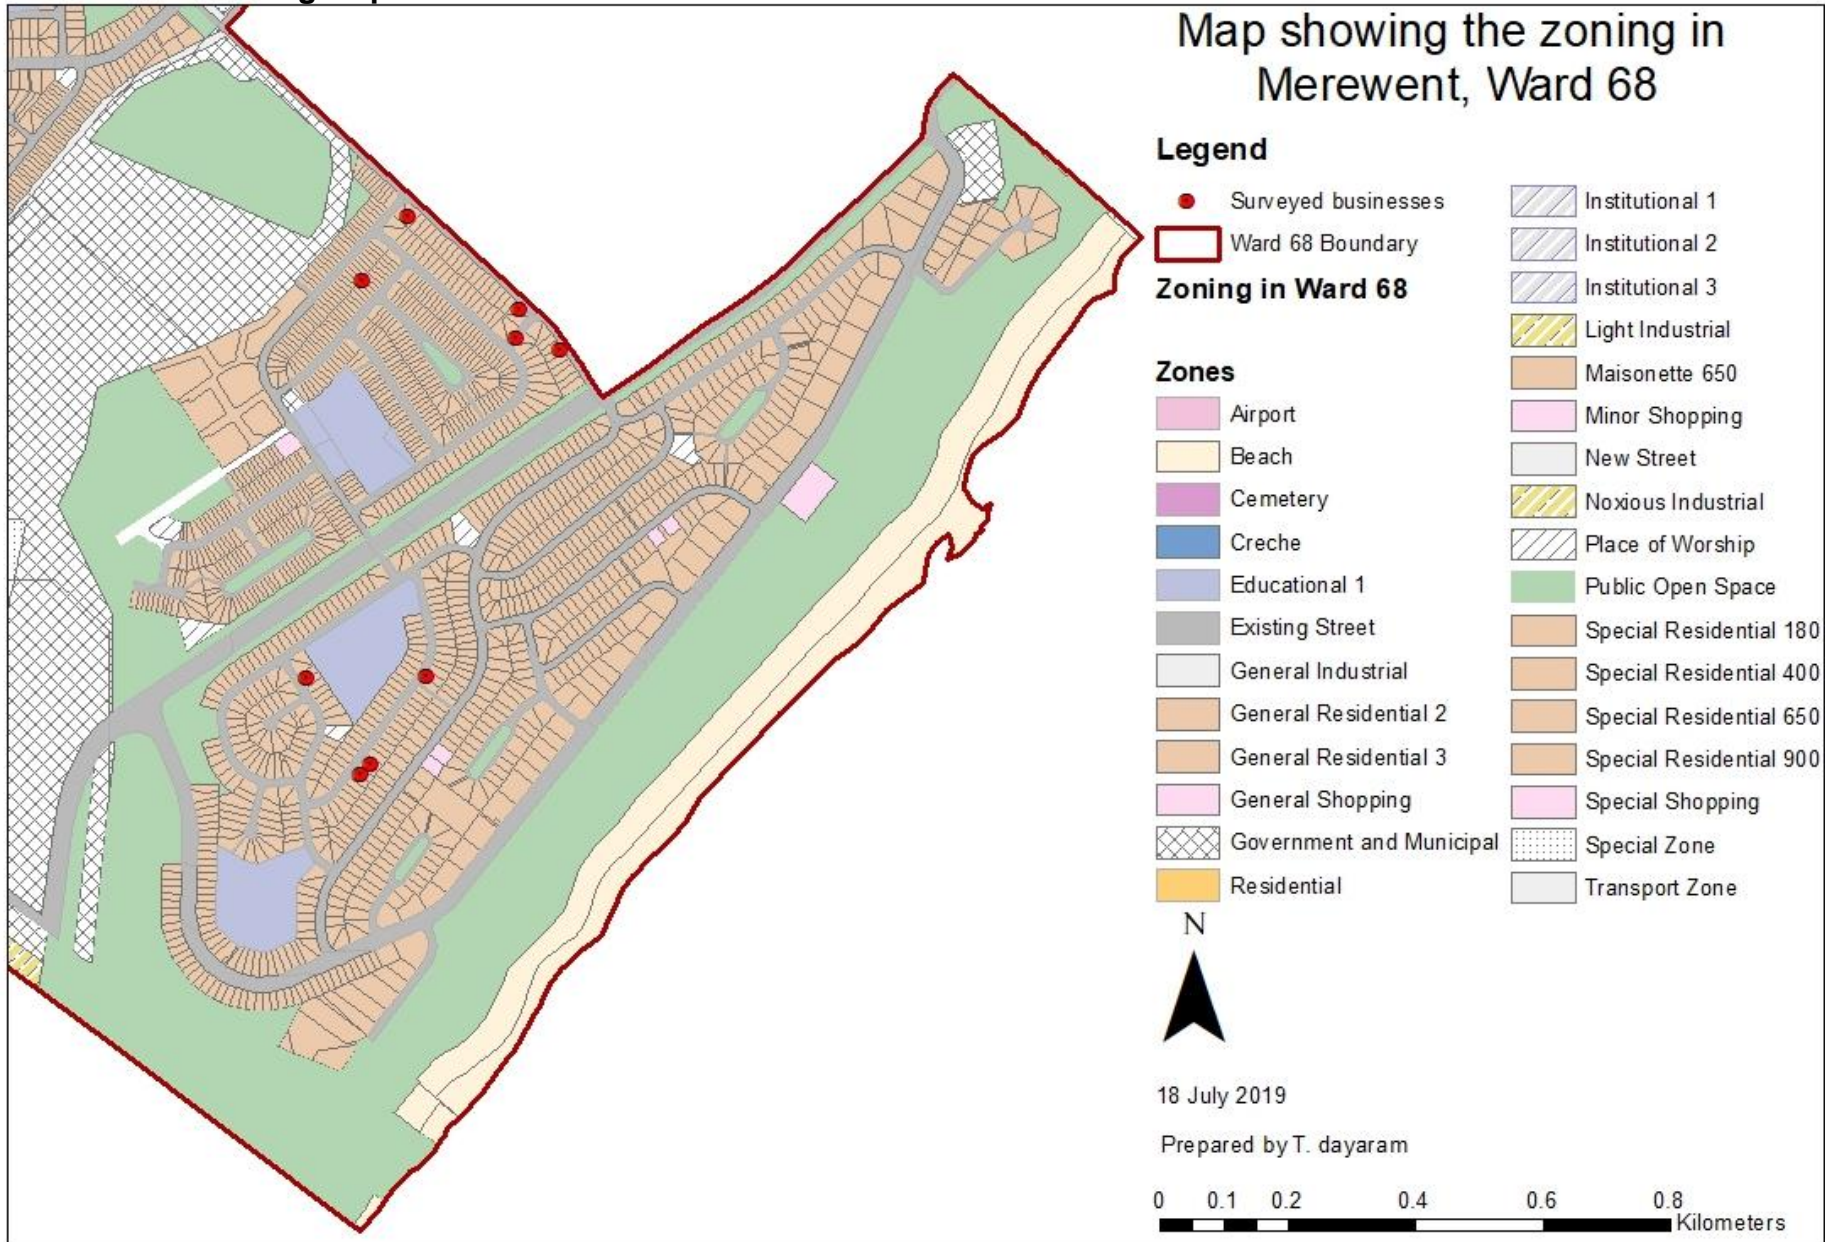 Map showing the zoning in
Merewent, Ward 68
Legend
Surveyed businesses
Ward 68 Boundary
Zoning in Ward 68
Zones
Airport
Beach
Cemetery
Creche
Educational 1
Existing Street
General Industrial
General Residential 2
General Residential 3
General Shopping
Government and Municipal
Residential
Institutional 1
Institutional 2
Institutional 3
Light Industrial
Maisonette 650
Minor Shopping
New Street
Noxious Industrial
Place of Worship
Public Open Space
Special Residential 180
Special Residential 400
Special Residential 650
Special Residential 900
Special Shopping
Special Zone
Transport Zone
N
18 July 2019
Prepared by T. dayaram
0 0.1 0.2 0.4 0.6 0.8
Kilometers